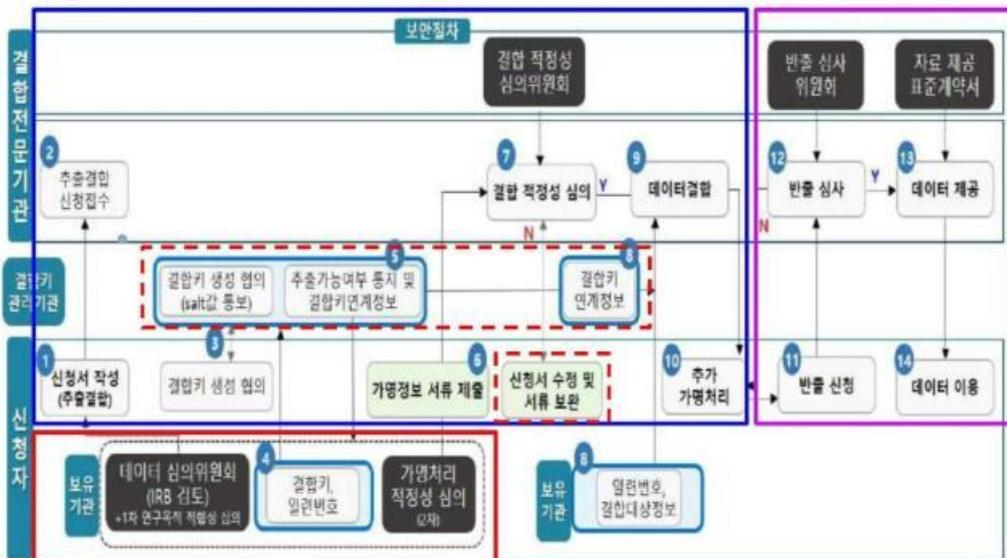 보안절차
결합전문기관
결합 적정성
심의위원회
반출 심사
위원회
자료 제공
표준계약서
2
추출결합
신청접수
7
결합 적정성 심의
Y
N
9
데이터결합
12
반출 심사
Y
N
13
데이터 제공
결합키
관리기관
결합키 생성 협의
(salt값 통보)
5
추출가능여부 통지 및
결합키연계정보
8
결합키
연계정보
신청자
1
신청서 작성
(추출결합)
3
결합키 생성 협의
6
가명정보 서류 제출
신청서 수정 및
서류 보완
10
추가
가명처리
11
반출 신청
14
데이터 이용
보유
기관
데이터 심의위원회
(IRB 검토)
+1차 연구목적 적합성 심의
4
결합키,
일련번호
가명처리
적정성 심의
(2차)
보유
기관
8
일련번호,
결합대상정보